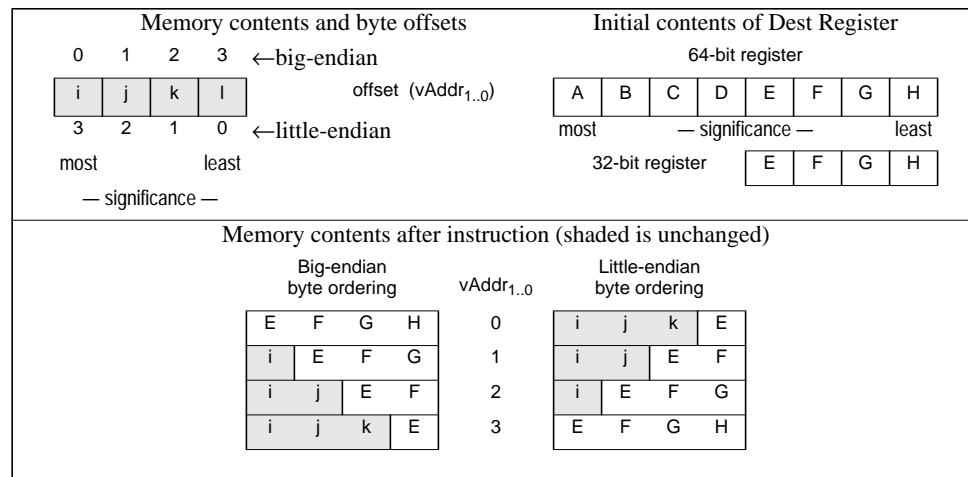 Memory contents and byte offsets
Initial contents of Dest Register
0 1 2 3 ←big-endian
64-bit register
i j k l
offset (vAddr1..0)
A B C D E F G H
3 2 1 0 ←little-endian
most — significance — least
most least
32-bit register E F G H
— significance —
Memory contents after instruction (shaded is unchanged)
Big-endian
byte ordering
vAddr1..0
Little-endian
byte ordering
E F G H 0 i j k E
i E F G 1 i j E F
i j E F 2 i E F G
i j k E 3 E F G H